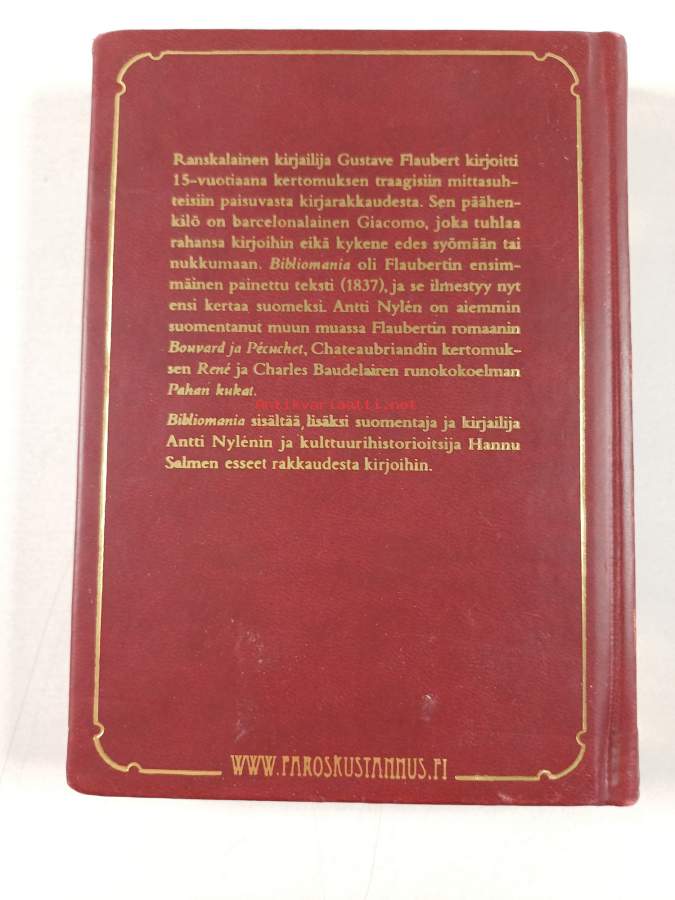 Ranskalainen kirjailija Gustave Flaubert kirjoitti
15-vuotiaana kertomuksen traagisiin mittasuh-
teisiin paisuvasta kirjarakkaudesta. Sen päähen-
kilö on barcelonalainen Giacomo, joka tuhlaa
rahansa kirjoihin eikä kykene edes syömään tai
nukkumaan. Bibliomania oli Flaubertin ensim-
mäinen painettu teksti (1837), ja se ilmestyy nyt
ensi kertaa suomeksi. Antti Nylén on aiemmin
suomentanut muun muassa Flaubertin romaanin
Bouvard ja Pécuchet, Chateaubriandin kertomuk-
sen René ja Charles Baudelairen runokokoelman
Pahan kukat.
Antikvariaatti.net
Bibliomania sisältää lisäksi suomentaja ja kirjailija
Antti Nylénin ja kulttuurihistorioitsija Hannu
Salmen esseet rakkaudesta kirjoihin.
WWW.FAROSKUSTANNUS.FI